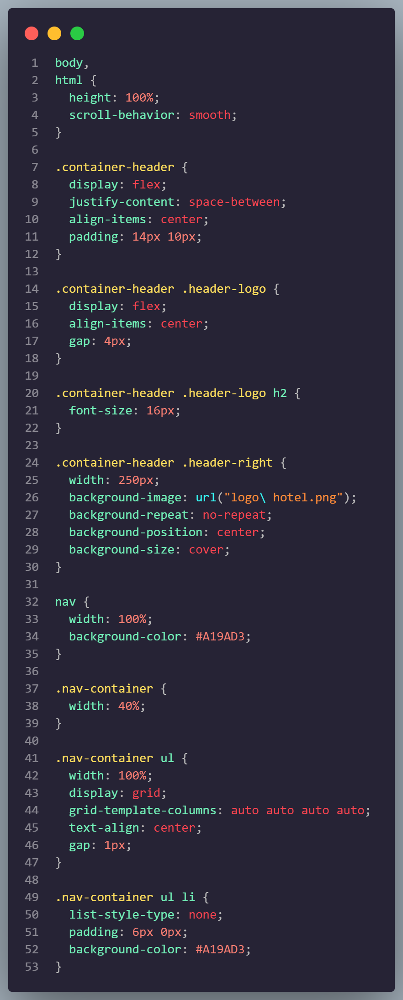 1 body,
2 html {
3   height: 100%;
4   scroll-behavior: smooth;
5 }
6
7 .container-header {
8   display: flex;
9   justify-content: space-between;
10   align-items: center;
11   padding: 14px 10px;
12 }
13
14 .container-header .header-logo {
15   display: flex;
16   align-items: center;
17   gap: 4px;
18 }
19
20 .container-header .header-logo h2 {
21   font-size: 16px;
22 }
23
24 .container-header .header-right {
25   width: 250px;
26   background-image: url("logo\ hotel.png");
27   background-repeat: no-repeat;
28   background-position: center;
29   background-size: cover;
30 }
31
32 nav {
33   width: 100%;
34   background-color: #A19AD3;
35 }
36
37 .nav-container {
38   width: 40%;
39 }
40
41 .nav-container ul {
42   width: 100%;
43   display: grid;
44   grid-template-columns: auto auto auto auto;
45   text-align: center;
46   gap: 1px;
47 }
48
49 .nav-container ul li {
50   list-style-type: none;
51   padding: 6px 0px;
52   background-color: #A19AD3;
53 }